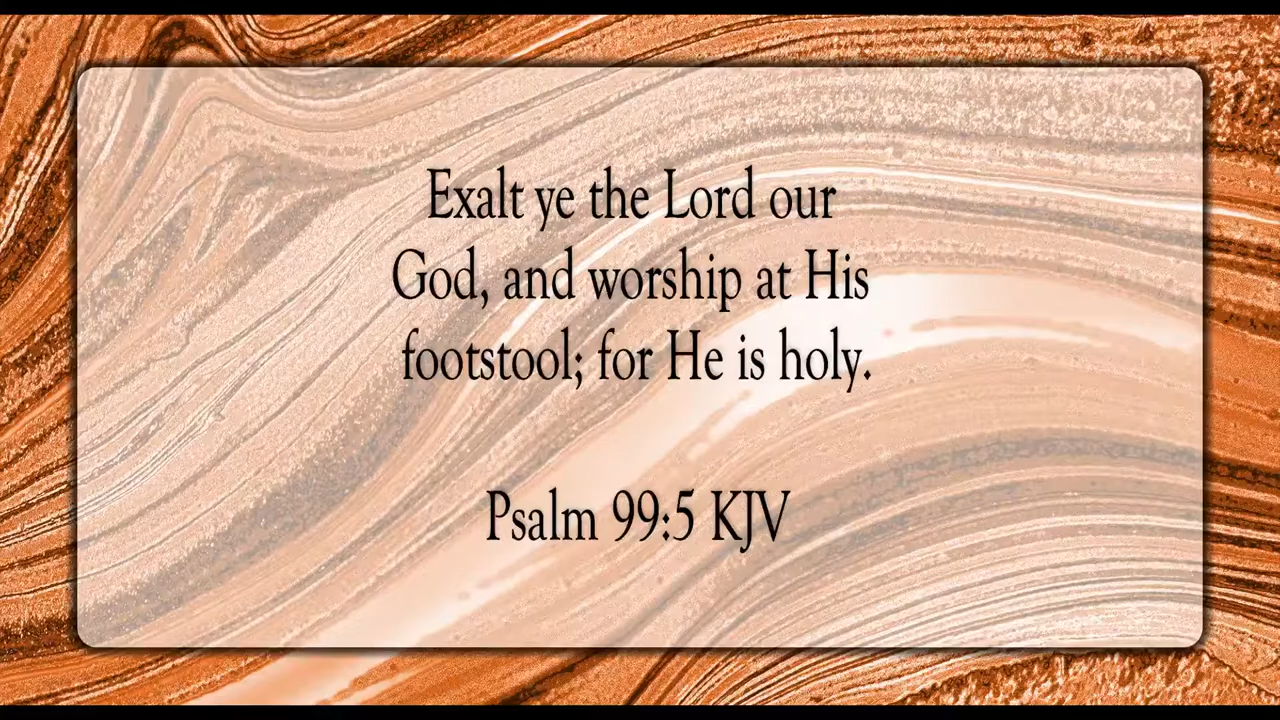 Exalt ye the Lord our
God, and worship at His
footstool; for He is holy.
Psalm 99:5 KJV